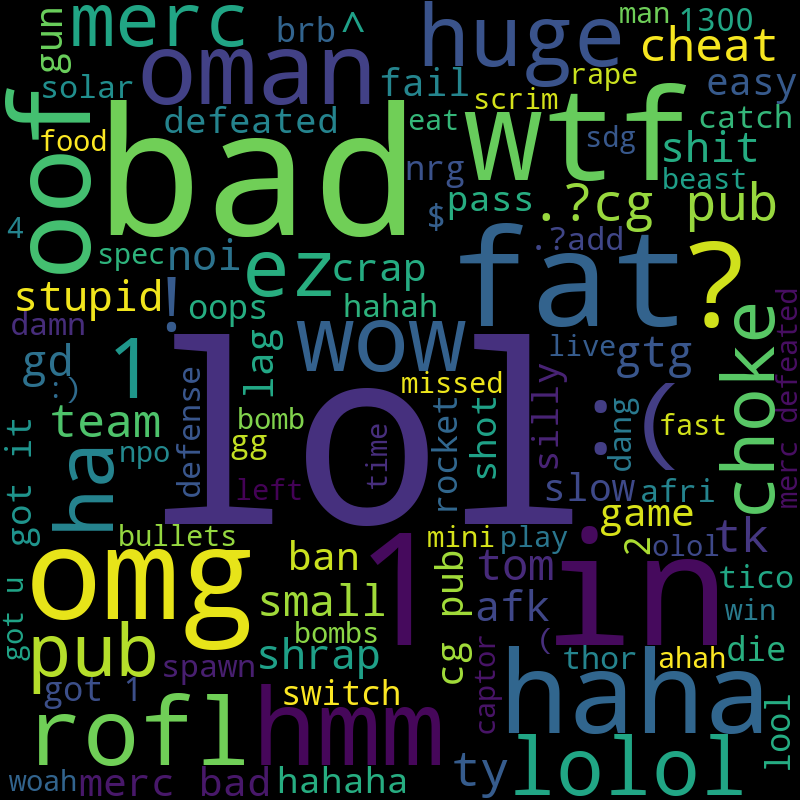 gun
merc
brb
^
huge
man
1300
solar
oman
fail
rape
cheat
easy
oof
food
defeated
bad
eat
scrim
wtf
sdg
catch
shit
beast
nrg
4
spec
noi
ez
crap
$
pass
.?cg pub
.?add
fat
?
stupid
!
oops
hahah
damn
gd
1
lag
wow
live
gtg
choke
merc defeated
:)
lol
missed
:(
fast
team
defense
bomb
gg
time
rocket
shot
silly
dang
got it
ha
npo
left
slow
afri
game
bullets
omg
ban
1
mini
play
in
2
olol
tk
got u
small
cg pub
tom
tico
bombs
afk
win
pub
spawn
shrap
captor
(
thor
ahah
die
got 1
switch
rofl
hmm
haha
lool
woah
merc bad
hahaha
ty
lolol